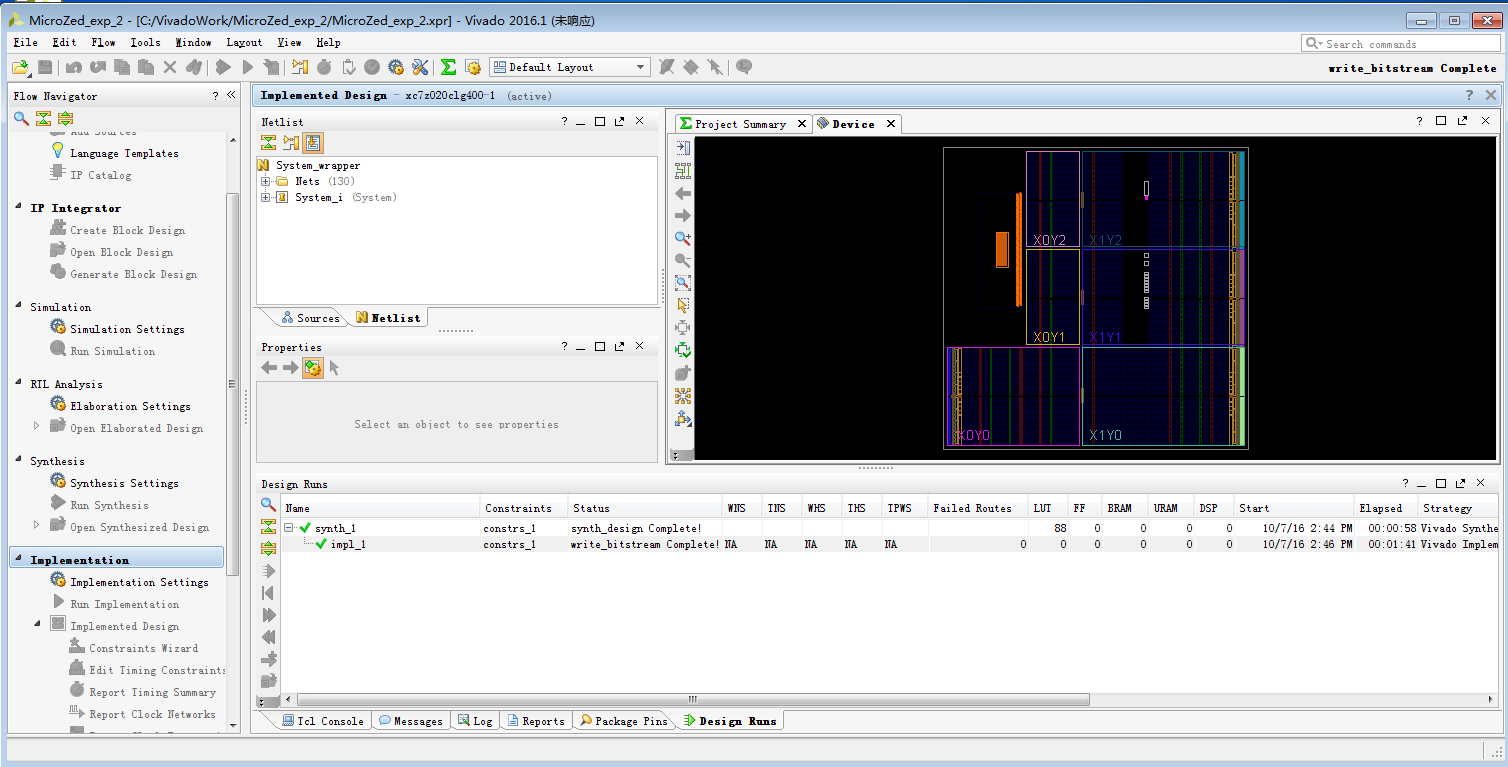 MicroZed_exp_2 - [C:/VivadoWork/MicroZed_exp_2/MicroZed_exp_2.xpr] - Vivado 2016.1 (未响应)
File Edit Flow Tools Window Layout View Help
Search commands
Default Layout
write_bitstream Complete
Flow Navigator
Add Sources
Language Templates
IP Catalog
IP Integrator
Create Block Design
Open Block Design
Generate Block Design
Simulation
Simulation Settings
Run Simulation
RTL Analysis
Elaboration Settings
Open Elaborated Design
Synthesis
Synthesis Settings
Run Synthesis
Open Synthesized Design
Implementation
Implementation Settings
Run Implementation
Implemented Design
Constraints Wizard
Edit Timing Constraints
Report Timing Summary
Report Clock Networks
Implemented Design - xc7z020clg400-1 (active)
Netlist
System_wrapper
Nets (130)
System_i (System)
Sources Netlist
Properties
Select an object to see properties
Project Summary Device
X0Y2 X1Y2
X0Y1 X1Y1
X0Y0 X1Y0
Design Runs
Name Constraints Status WNS TNS WHS THS TPWS Failed Routes LUT FF BRAM URAM DSP Start Elapsed Strategy
synth_1 constrs_1 synth_design Complete! 88 0 0 0 0 10/7/16 2:44 PM 00:00:58 Vivado Synthe
impl_1 constrs_1 write_bitstream Complete! NA NA NA NA NA 0 0 0 0 0 0 10/7/16 2:46 PM 00:01:41 Vivado Implem
Tcl Console Messages Log Reports Package Pins Design Runs